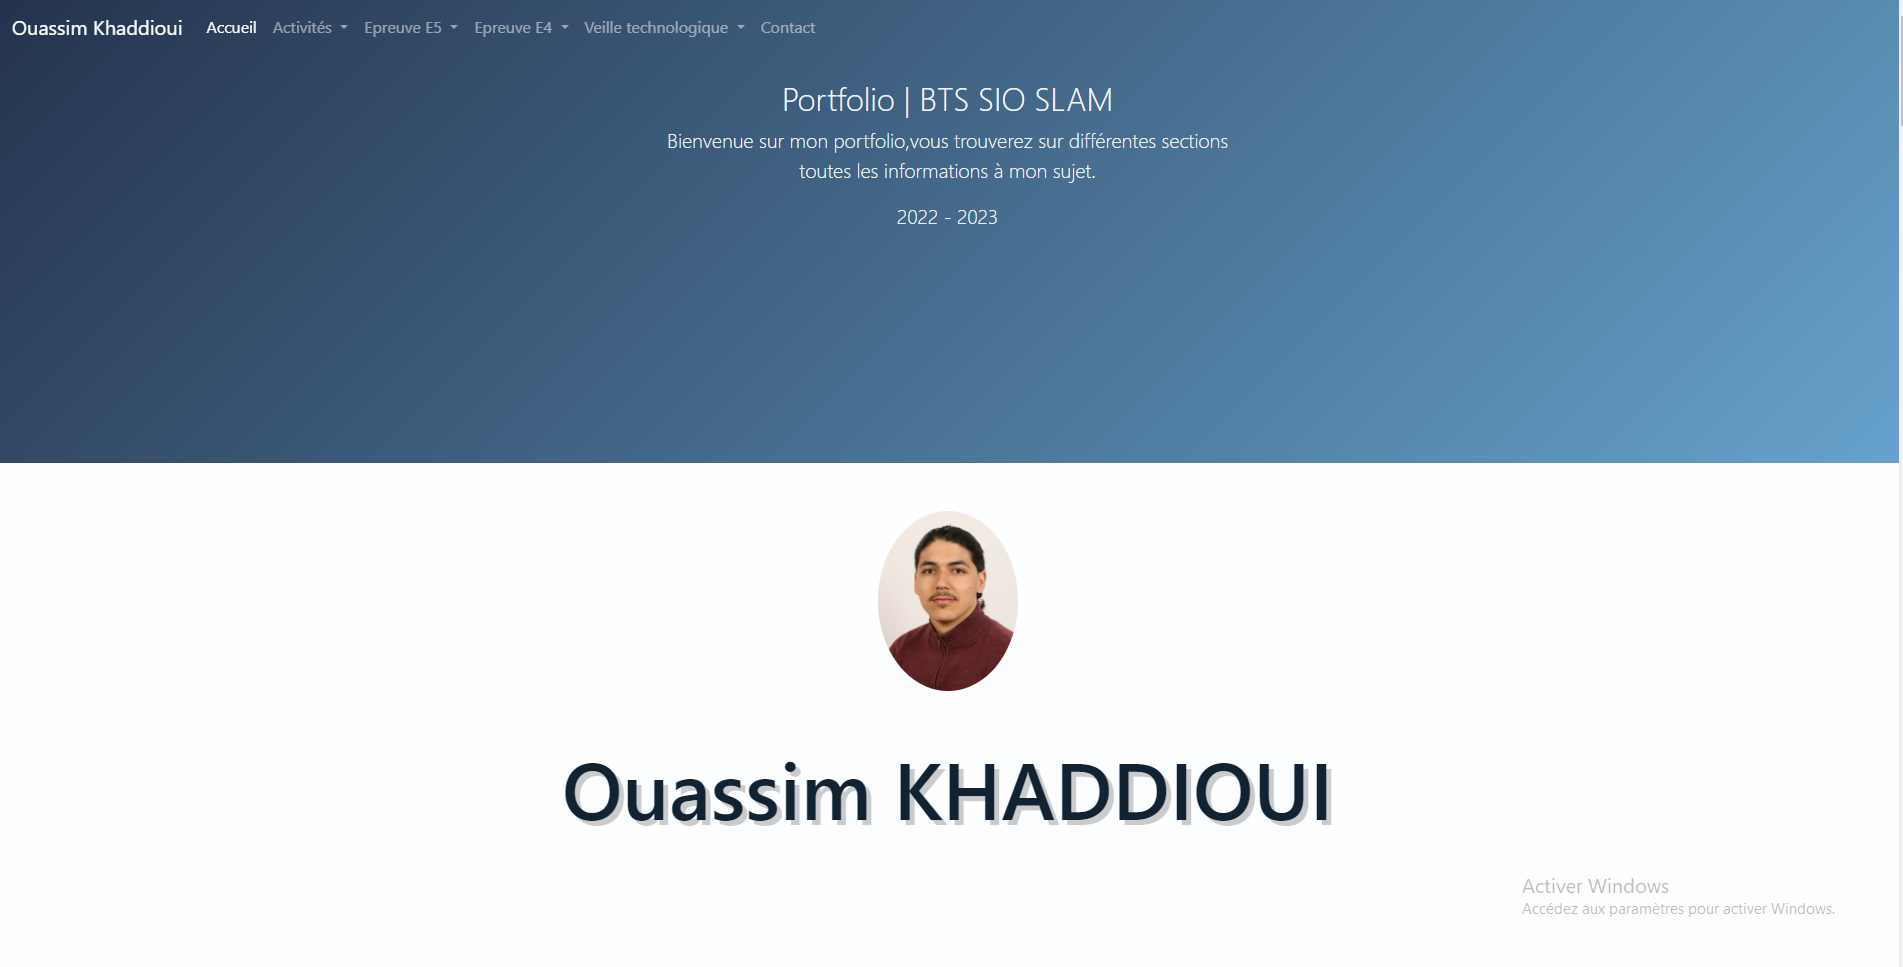 Ouassim Khaddioui Accueil Activités Epreuve E5 Epreuve E4 Veille technologique Contact
Portfolio | BTS SIO SLAM
Bienvenue sur mon portfolio,vous trouverez sur différentes sections
toutes les informations à mon sujet.
2022 - 2023
Ouassim KHADDIOUI
Activer Windows
Accédez aux paramètres pour activer Windows.